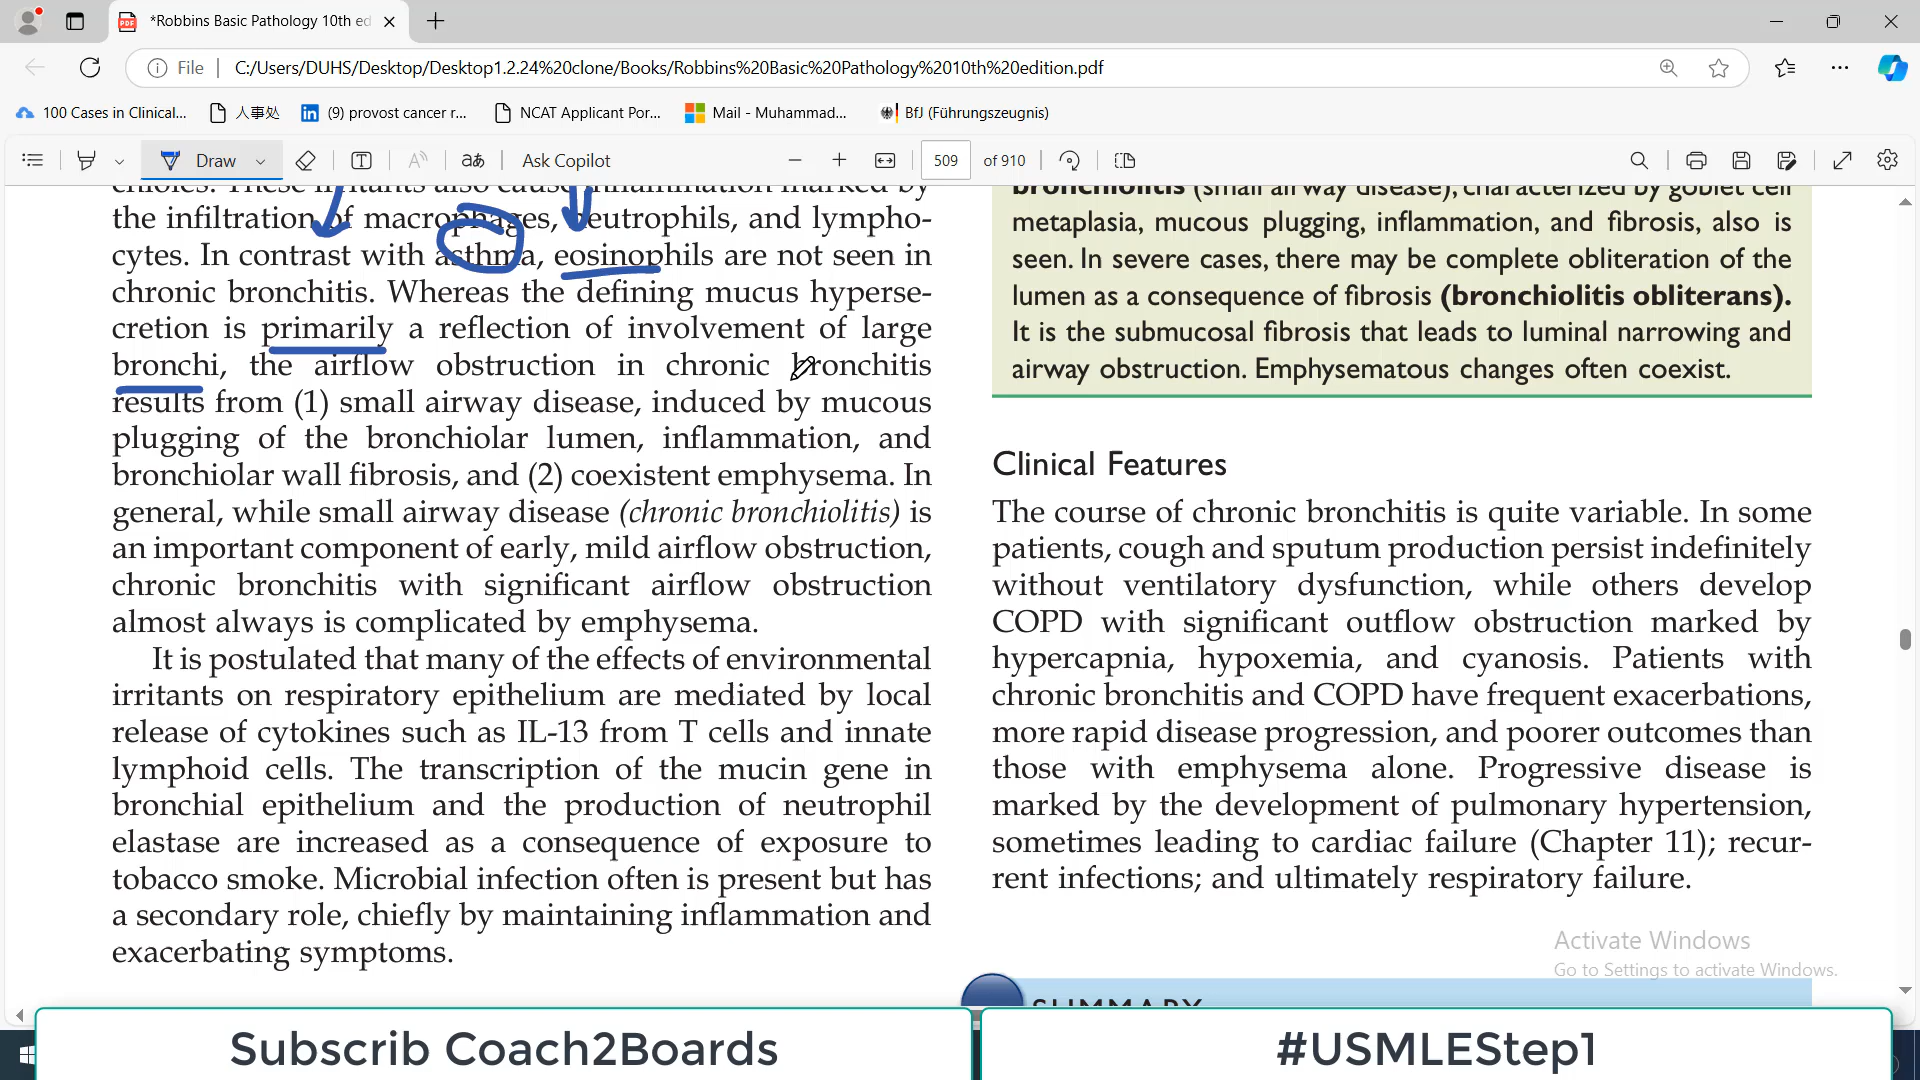 *Robbins Basic Pathology 10th ed
File
C:/Users/DUHS/Desktop/Desktop1.2.24%20clone/Books/Robbins%20Basic%20Pathology%2010th%20edition.pdf
100 Cases in Clinical...
人事处
(9) provost cancer r...
NCAT Applicant Por...
Mail - Muhammad...
BfJ (Führungszeugnis)
Draw
Ask Copilot
509 of 910
chioles. These irritants also cause inflammation marked by
the infiltration of macrophages, neutrophils, and lympho-
cytes. In contrast with asthma, eosinophils are not seen in
chronic bronchitis. Whereas the defining mucus hyperse-
cretion is primarily a reflection of involvement of large
bronchi, the airflow obstruction in chronic bronchitis
results from (1) small airway disease, induced by mucous
plugging of the bronchiolar lumen, inflammation, and
bronchiolar wall fibrosis, and (2) coexistent emphysema. In
general, while small airway disease (chronic bronchiolitis) is
an important component of early, mild airflow obstruction,
chronic bronchitis with significant airflow obstruction
almost always is complicated by emphysema.
It is postulated that many of the effects of environmental
irritants on respiratory epithelium are mediated by local
release of cytokines such as IL-13 from T cells and innate
lymphoid cells. The transcription of the mucin gene in
bronchial epithelium and the production of neutrophil
elastase are increased as a consequence of exposure to
tobacco smoke. Microbial infection often is present but has
a secondary role, chiefly by maintaining inflammation and
exacerbating symptoms.
bronchiolitis (small airway disease), characterized by goblet cell
metaplasia, mucous plugging, inflammation, and fibrosis, also is
seen. In severe cases, there may be complete obliteration of the
lumen as a consequence of fibrosis (bronchiolitis obliterans).
It is the submucosal fibrosis that leads to luminal narrowing and
airway obstruction. Emphysematous changes often coexist.
Clinical Features
The course of chronic bronchitis is quite variable. In some
patients, cough and sputum production persist indefinitely
without ventilatory dysfunction, while others develop
COPD with significant outflow obstruction marked by
hypercapnia, hypoxemia, and cyanosis. Patients with
chronic bronchitis and COPD have frequent exacerbations,
more rapid disease progression, and poorer outcomes than
those with emphysema alone. Progressive disease is
marked by the development of pulmonary hypertension,
sometimes leading to cardiac failure (Chapter 11); recur-
rent infections; and ultimately respiratory failure.
Activate Windows
Go to Settings to activate Windows.
SUMMARY
Subscrib Coach2Boards
#USMLEStep1